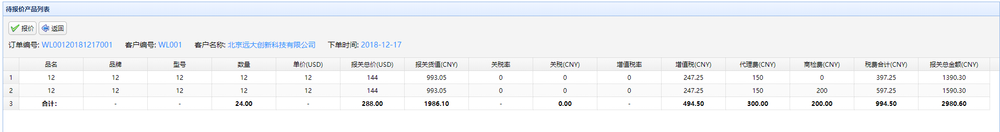 待报价产品列表
报价 返回
订单编号: WL00120181217001 客户编号: WL001 客户名称: 北京远大创新科技有限公司 下单时间: 2018-12-17
品名 品牌 型号 数量 单价(USD) 报关总价(USD) 报关货值(CNY) 关税率 关税(CNY) 增值税率 增值税(CNY) 代理费(CNY) 商检费(CNY) 税费合计(CNY) 报关总金额(CNY)
1 12 12 12 12 12 144 993.05 0 0 0 247.25 150 0 397.25 1390.30
2 12 12 12 12 12 144 993.05 0 0 0 247.25 150 200 597.25 1590.30
3 合计: - - 24.00 - 288.00 1986.10 - 0.00 - 494.50 300.00 200.00 994.50 2980.60